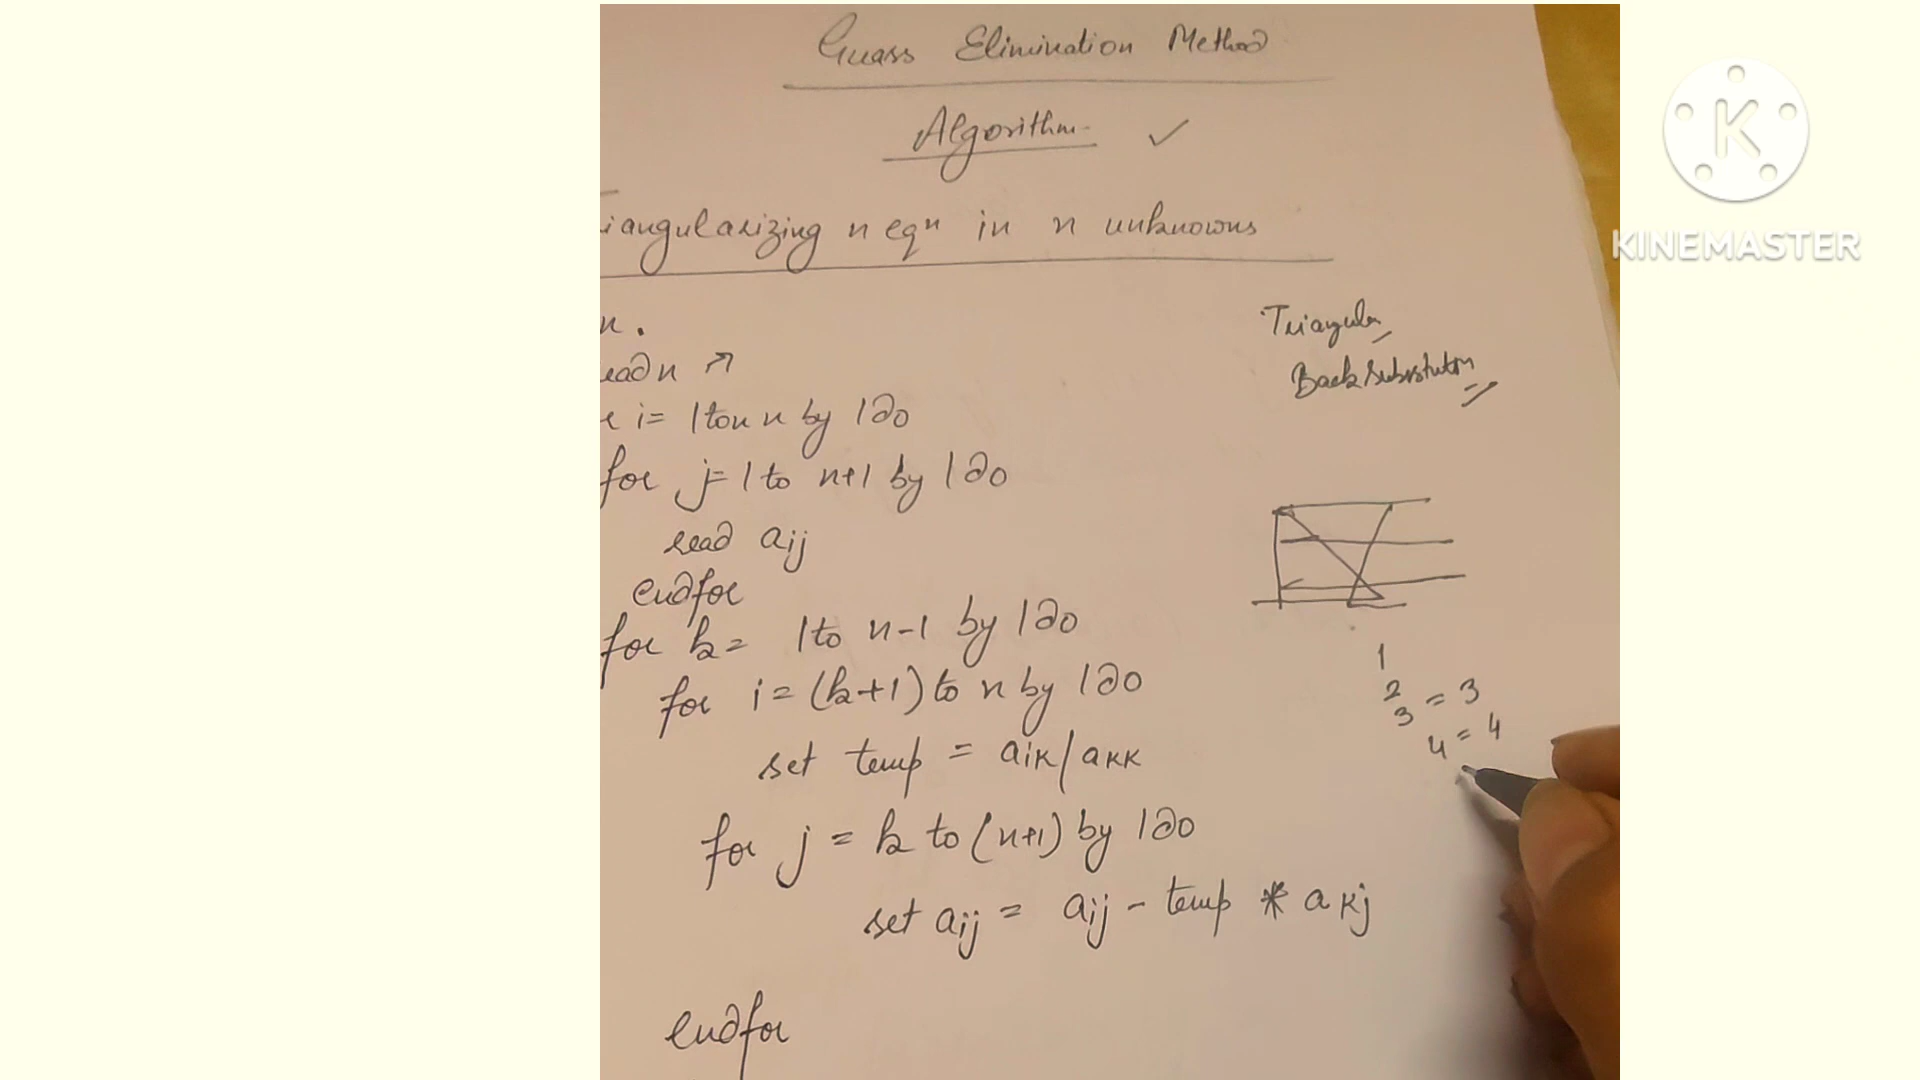 Guass Elimination Method
Algorithm
iangularizing n eqn in n unknowns
n.
ead n
r i = 1 to n by 1 do
for j = 1 to n+1 by 1 do
read aij
endfor
for k = 1 to n-1 by 1 do
for i = (k+1) to n by 1 do
set temp = aik/akk
for j = k to (n+1) by 1 do
set aij = aij - temp * akj
endfor
Triangular
Back Substitution
1
2
3 = 3
4 = 4
K
KINEMASTER